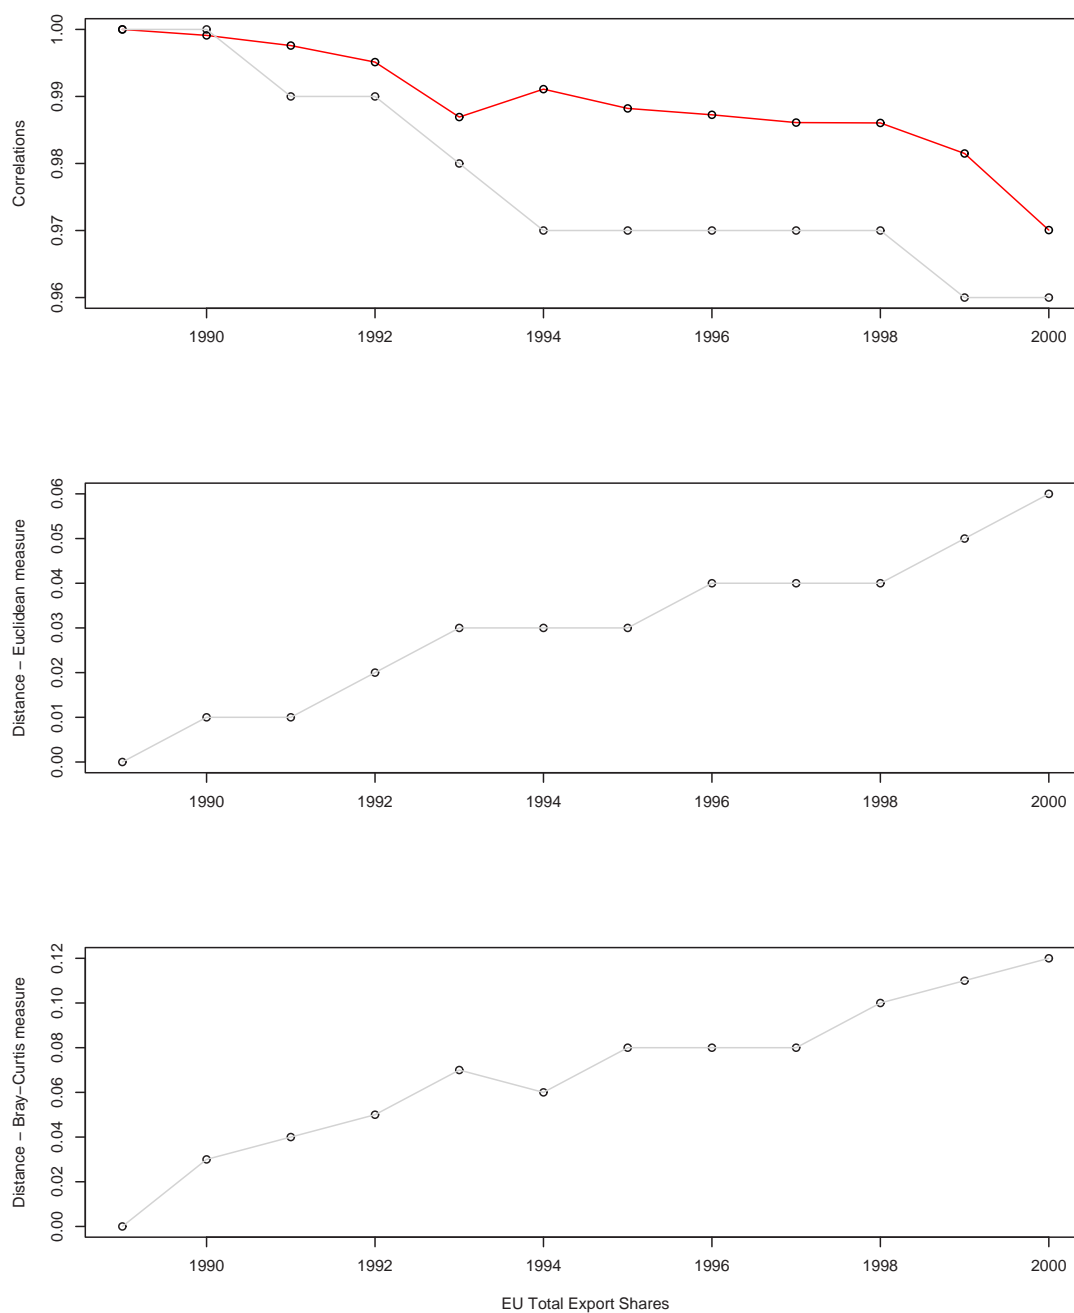 Correlations
1.00
0.99
0.98
0.97
0.96
1990 1992 1994 1996 1998 2000
Distance − Euclidean measure
0.06
0.05
0.04
0.03
0.02
0.01
0.00
1990 1992 1994 1996 1998 2000
Distance − Bray−Curtis measure
0.12
0.10
0.08
0.06
0.04
0.02
0.00
1990 1992 1994 1996 1998 2000
EU Total Export Shares